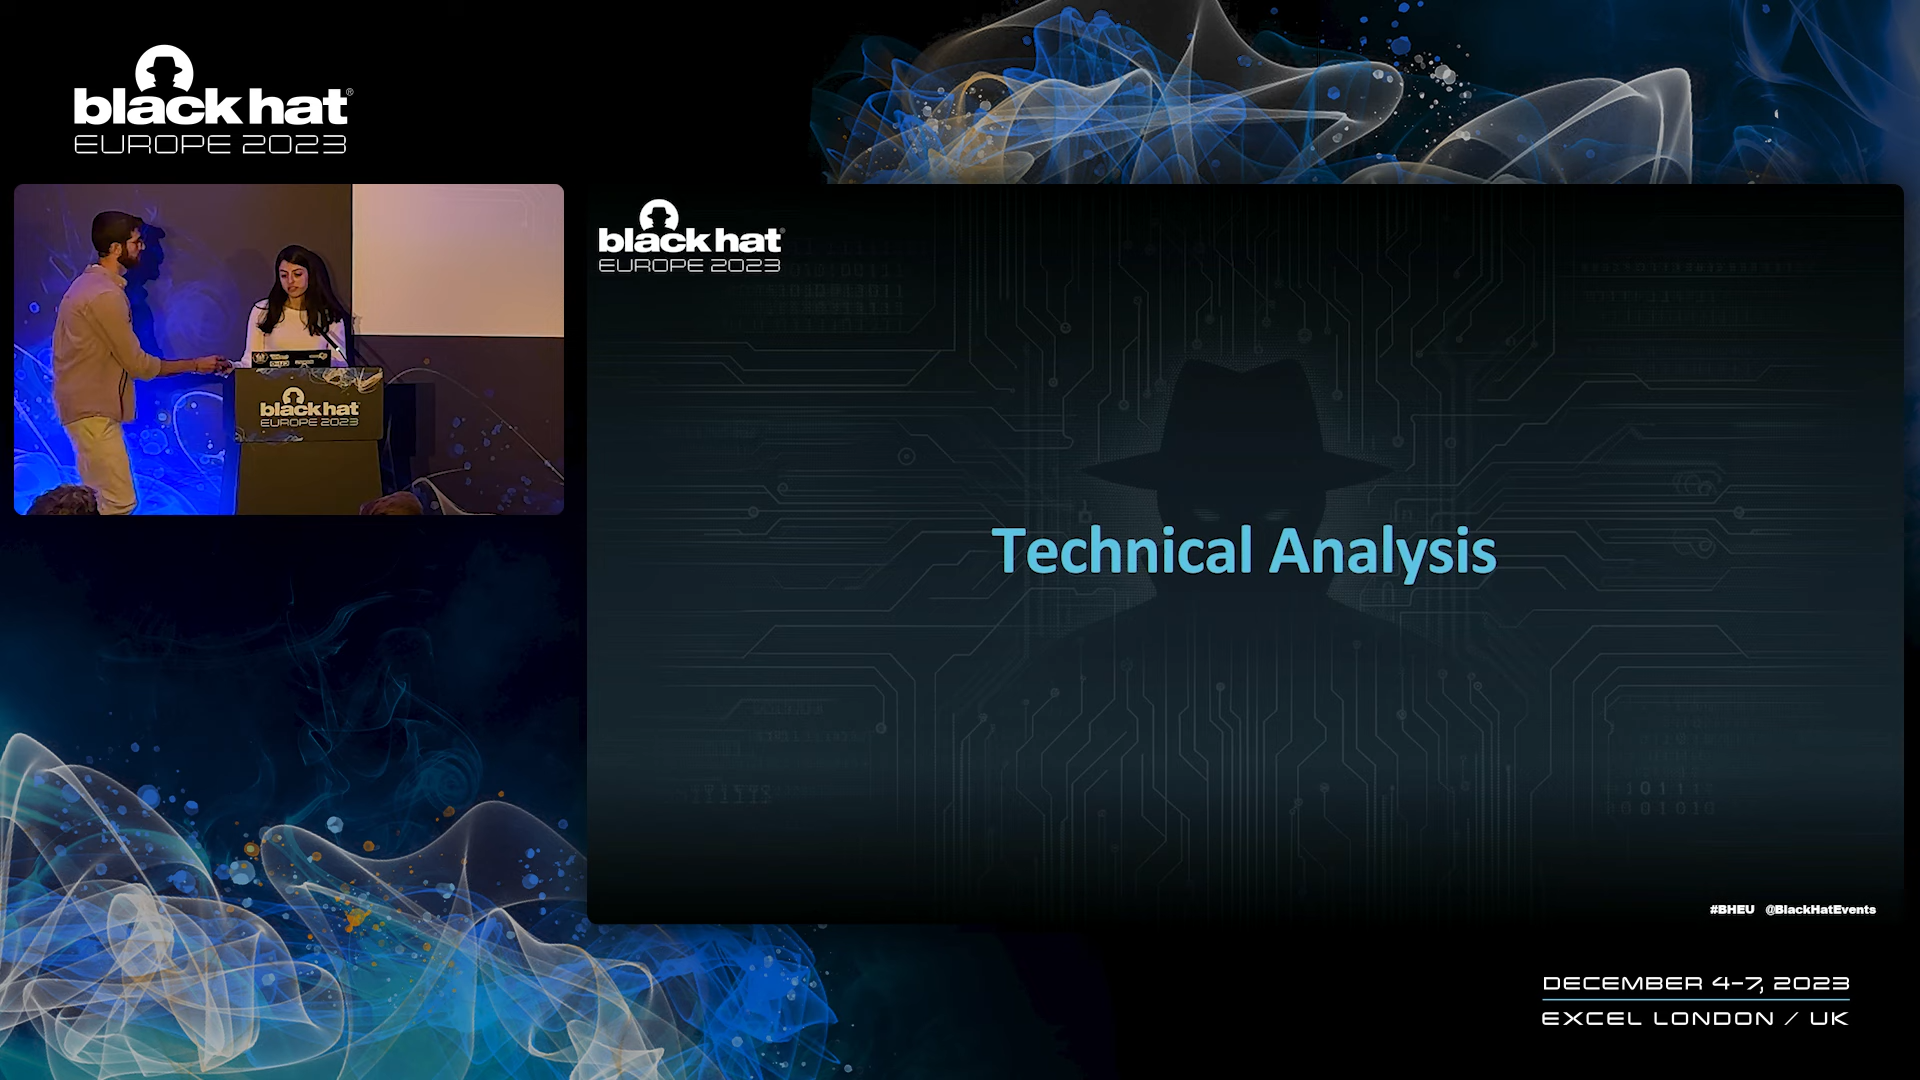 black hat®
EUROPE 2023
black hat
EUROPE 2023
black hat
EUROPE 2023
Technical Analysis
#BHEU @BlackHatEvents
DECEMBER 4-7, 2023
EXCEL LONDON / UK